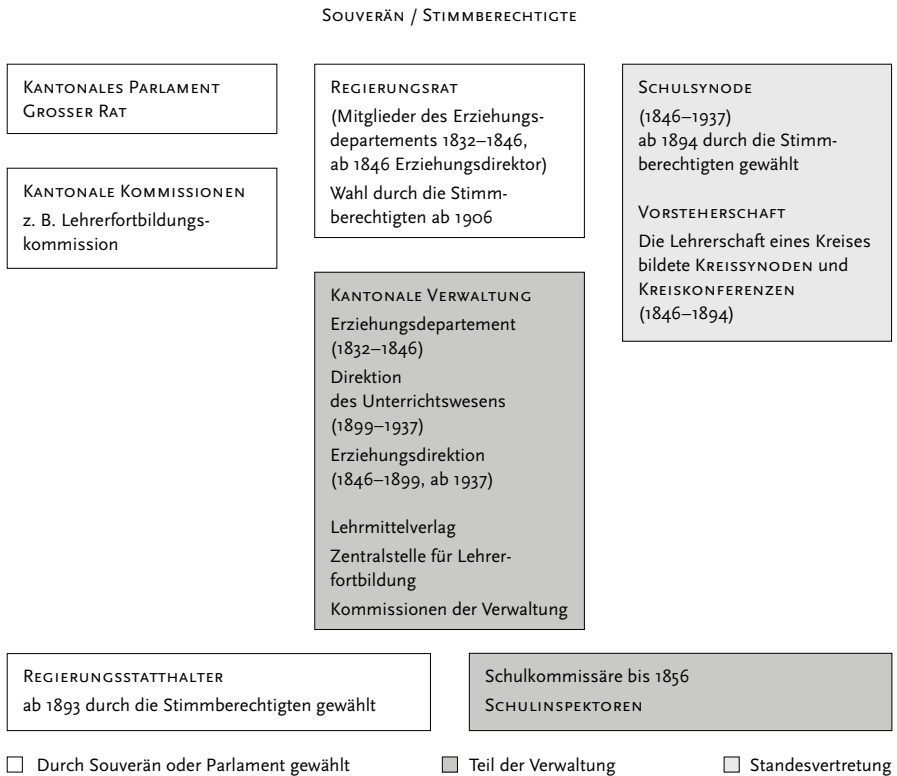 Souverän / Stimmberechtigte
Kantonales Parlament
Grosser Rat
Kantonale Kommissionen
z. B. Lehrerfortbildungs-
kommission
Regierungsrat
(Mitglieder des Erziehungs-
departements 1832–1846,
ab 1846 Erziehungsdirektor)
Wahl durch die Stimm-
berechtigten ab 1906
Kantonale Verwaltung
Erziehungsdepartement
(1832–1846)
Direktion
des Unterrichtswesens
(1899–1937)
Erziehungsdirektion
(1846–1899, ab 1937)
Lehrmittelverlag
Zentralstelle für Lehrer-
fortbildung
Kommissionen der Verwaltung
Schulsynode
(1846–1937)
ab 1894 durch die Stimm-
berechtigten gewählt
Vorsteherschaft
Die Lehrerschaft eines Kreises
bildete Kreissynoden und
Kreiskonferenzen
(1846–1894)
Regierungsstatthalter
ab 1893 durch die Stimmberechtigten gewählt
Schulkommissäre bis 1856
Schulinspektoren
Durch Souverän oder Parlament gewählt
Teil der Verwaltung
Standesvertretung